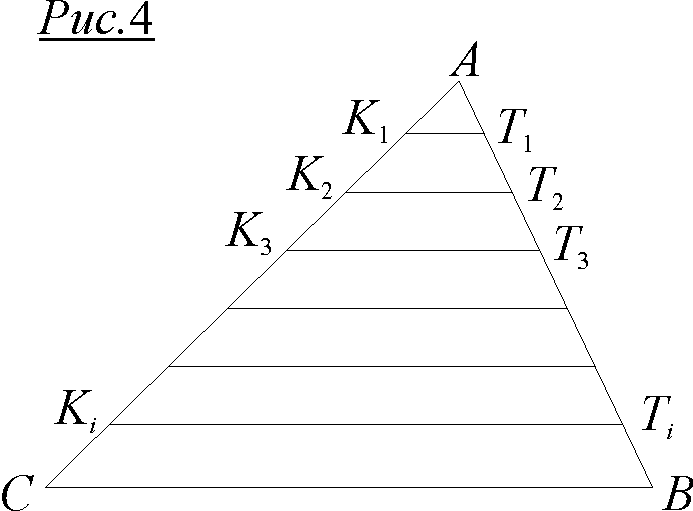 Рис.4
A
K₁ T₁
K₂ T₂
K₃ T₃
Kᵢ Tᵢ
C B